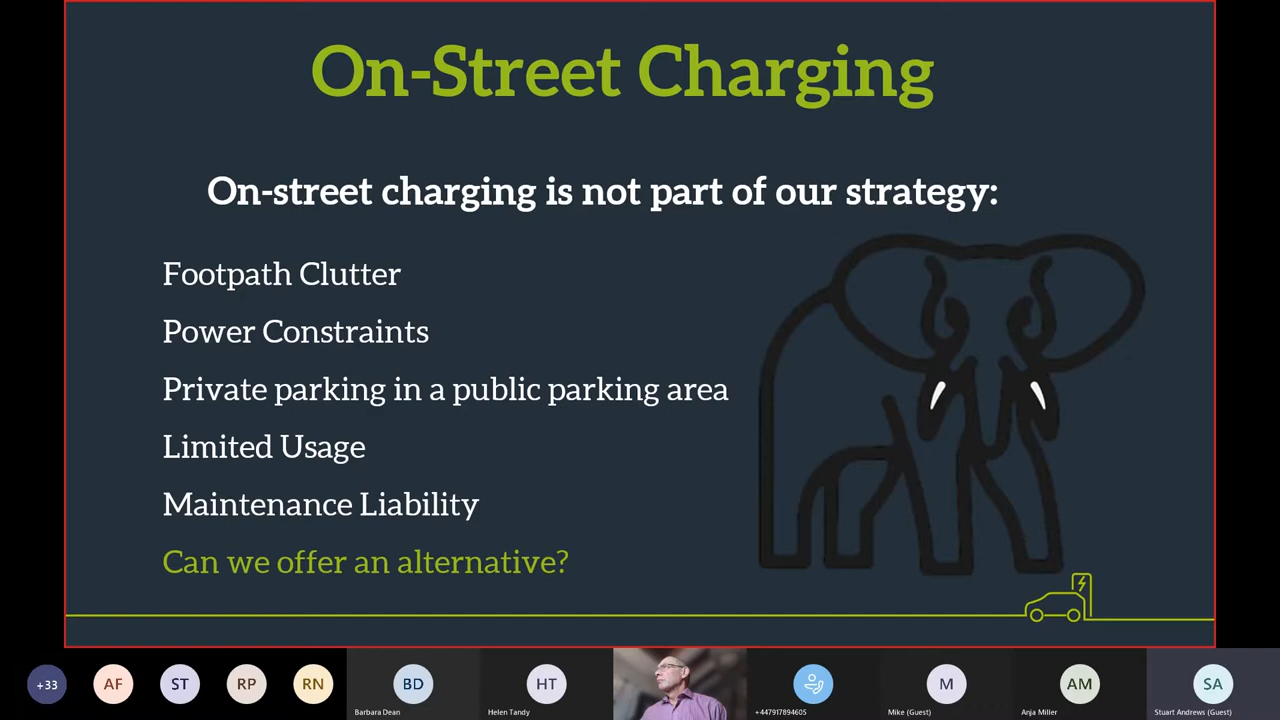 On-Street Charging
On-street charging is not part of our strategy:
Footpath Clutter
Power Constraints
Private parking in a public parking area
Limited Usage
Maintenance Liability
Can we offer an alternative?
+33
AF
ST
RP
RN
BD
HT
M
AM
SA
Barbara Dean
Helen Tandy
+447917894605
Mike (Guest)
Anja Miller
Stuart Andrews (Guest)